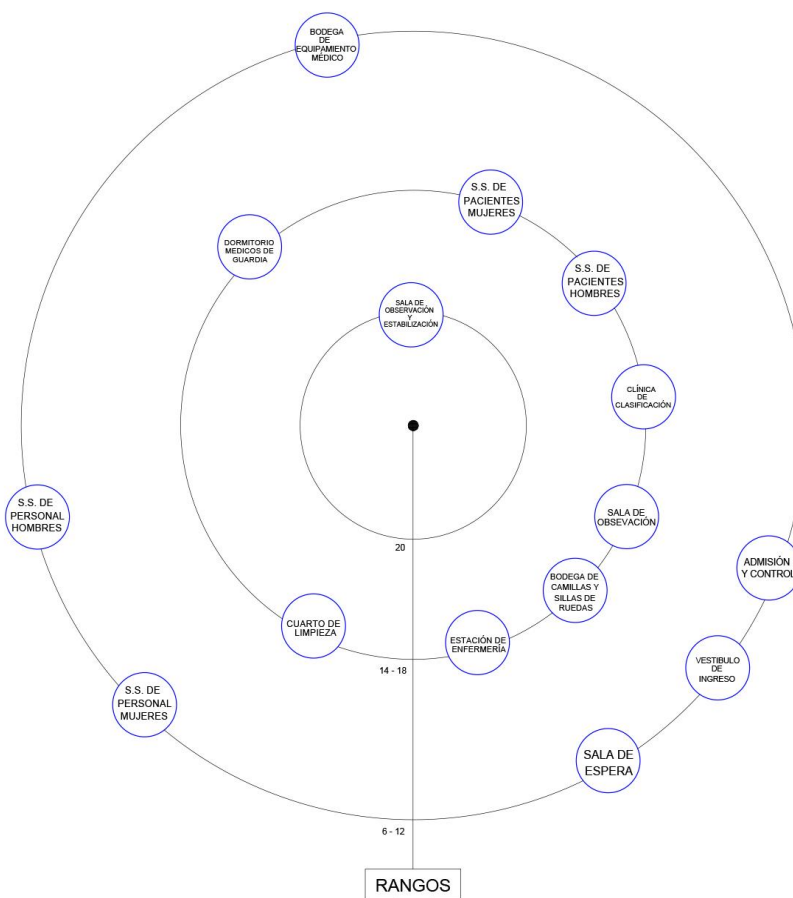 BODEGA
DE
EQUIPAMIENTO
MÉDICO
S.S. DE
PACIENTES
MUJERES
DORMITORIO
MEDICOS DE
GUARDIA
S.S. DE
PACIENTES
HOMBRES
SALA DE
OBSERVACIÓN
Y
ESTABILIZACIÓN
CLÍNICA
DE
CLASIFICACIÓN
S.S. DE
PERSONAL
HOMBRES
SALA DE
OBSEVACIÓN
20
ADMISIÓN
Y CONTROL
BODEGA DE
CAMILLAS Y
SILLAS DE
RUEDAS
CUARTO DE
LIMPIEZA
ESTACIÓN DE
ENFERMERÍA
14 - 18
VESTIBULO
DE
INGRESO
S.S. DE
PERSONAL
MUJERES
SALA DE
ESPERA
6 - 12
RANGOS